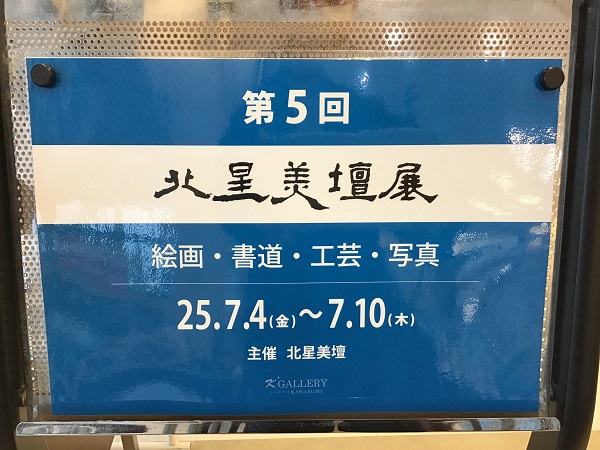 第5回
北星美壇展
絵画・書道・工芸・写真
25.7.4(金)〜7.10(木)
主催 北星美壇
K'GALLERY
KAWASUMI